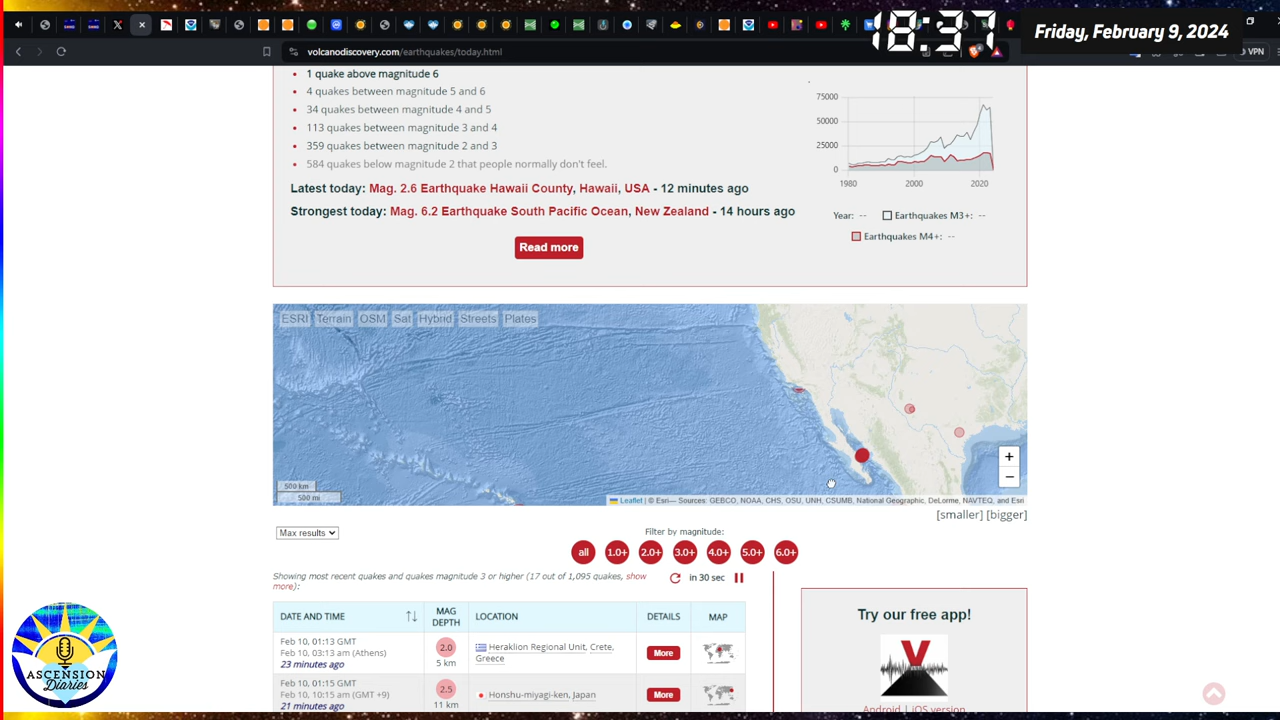 18:37
Friday, February 9, 2024
volcanodiscovery.com/earthquakes/today.html
VPN
1 quake above magnitude 6
4 quakes between magnitude 5 and 6
34 quakes between magnitude 4 and 5
113 quakes between magnitude 3 and 4
359 quakes between magnitude 2 and 3
584 quakes below magnitude 2 that people normally don't feel.
Latest today: Mag. 2.6 Earthquake Hawaii County, Hawaii, USA - 12 minutes ago
Strongest today: Mag. 6.2 Earthquake South Pacific Ocean, New Zealand - 14 hours ago
Read more
75000
50000
25000
0
1980 2000 2020
Year: -- Earthquakes M3+: --
Earthquakes M4+: --
ESRI Terrain OSM Sat Hybrid Streets Plates
+
−
500 km
500 mi
Leaflet | © Esri— Sources: GEBCO, NOAA, CHS, OSU, UNH, CSUMB, National Geographic, DeLorme, NAVTEQ, and Esri
[smaller] [bigger]
Max results
Filter by magnitude:
all 1.0+ 2.0+ 3.0+ 4.0+ 5.0+ 6.0+
Showing most recent quakes and quakes magnitude 3 or higher (17 out of 1,095 quakes, show
more):
in 30 sec
DATE AND TIME MAG DEPTH LOCATION DETAILS MAP
Feb 10, 01:13 GMT
Feb 10, 03:13 am (Athens)
23 minutes ago
2.0
5 km
Heraklion Regional Unit, Crete,
Greece
More
Feb 10, 01:15 GMT
Feb 10, 10:15 am (GMT +9)
21 minutes ago
2.5
11 km
Honshu-miyagi-ken, Japan
More
Try our free app!
V
Android | iOS version
ASCENSION
Diaries